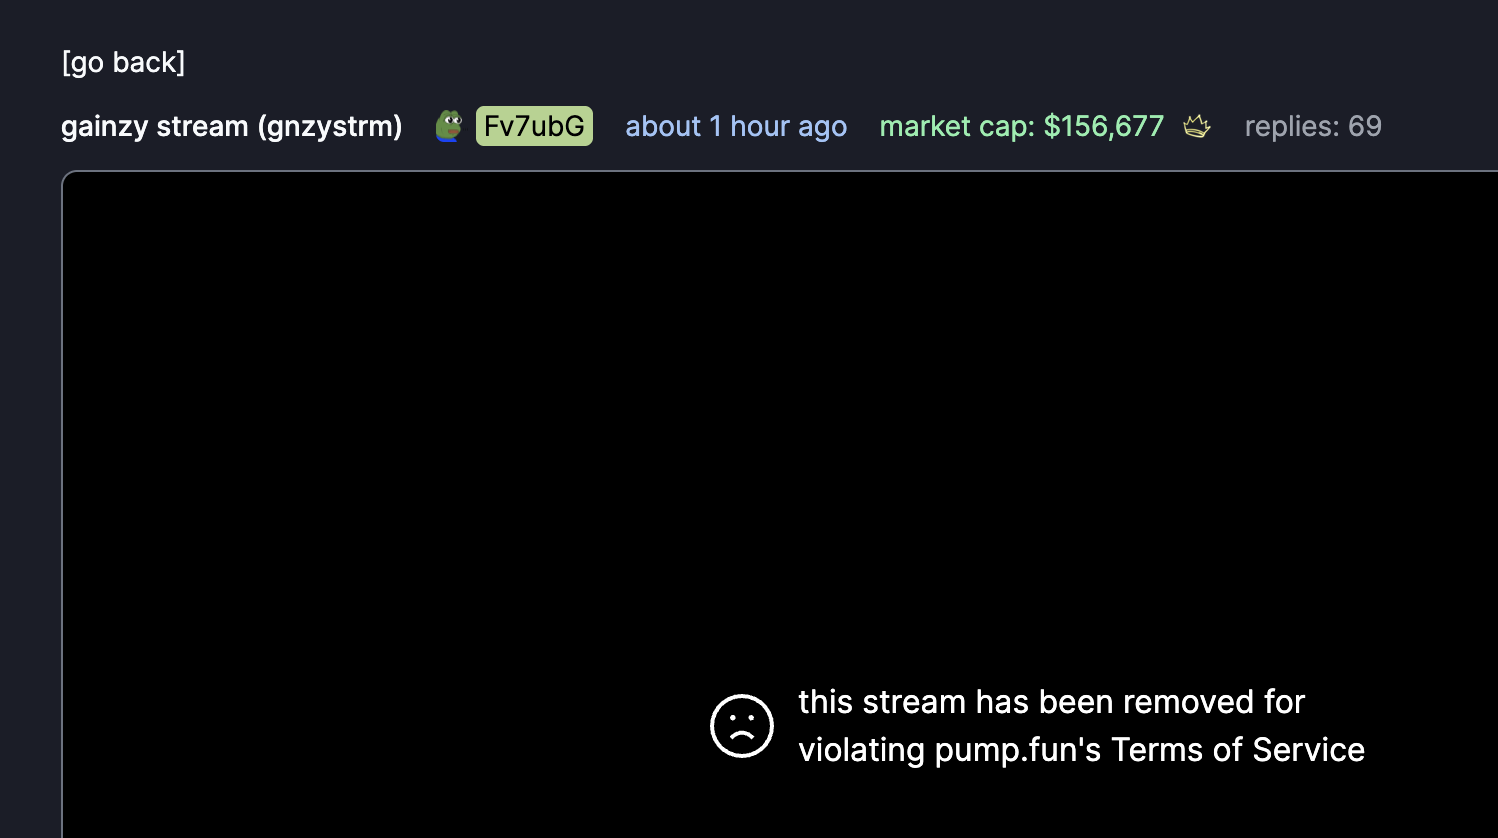 [go back]
gainzy stream (gnzystrm) Fv7ubG about 1 hour ago market cap: $156,677 replies: 69
this stream has been removed for
violating pump.fun's Terms of Service